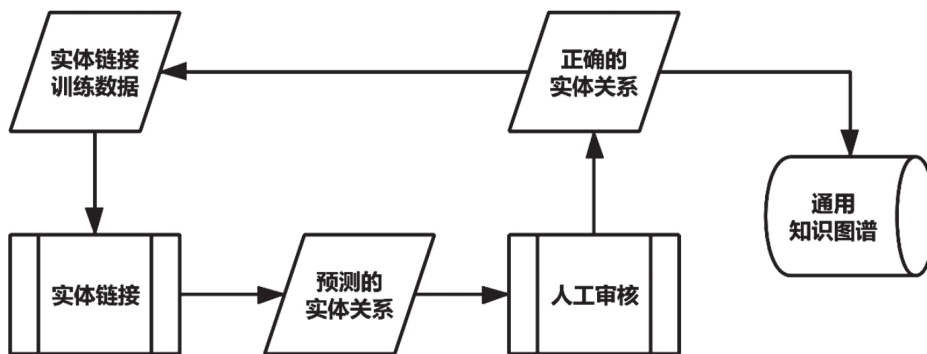 实体链接
训练数据
正确的
实体关系
通用
知识图谱
实体链接
预测的
实体关系
人工审核